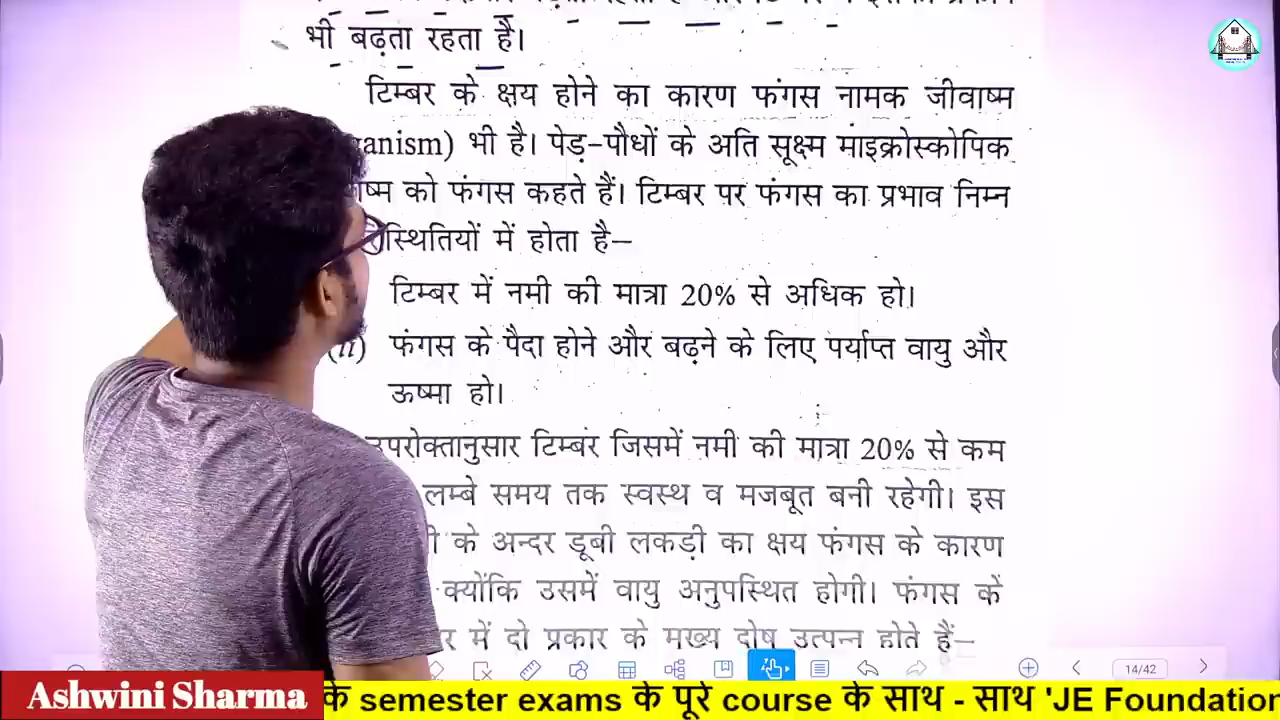 भी बढ़ता रहता है।
टिम्बर के क्षय होने का कारण फंगस नामक जीवाष्म
भी है। पेड़-पौधों के अति सूक्ष्म माइक्रोस्कोपिक
को फंगस कहते हैं। टिम्बर पर फंगस का प्रभाव निम्न
में होता है–
टिम्बर में नमी की मात्रा 20% से अधिक हो।
फंगस के पैदा होने और बढ़ने के लिए पर्याप्त वायु और
ऊष्मा हो।
उपरोक्तानुसार टिम्बर जिसमें नमी की मात्रा 20% से कम
लम्बे समय तक स्वस्थ व मजबूत बनी रहेगी। इस
के अन्दर डूबी लकड़ी का क्षय फंगस के कारण
क्योंकि उसमें वायु अनुपस्थित होगी। फंगस के
में दो प्रकार के मुख्य दोष उत्पन्न होते हैं–
14/42
Ashwini Sharma
के semester exams के पूरे course के साथ - साथ 'JE Foundation